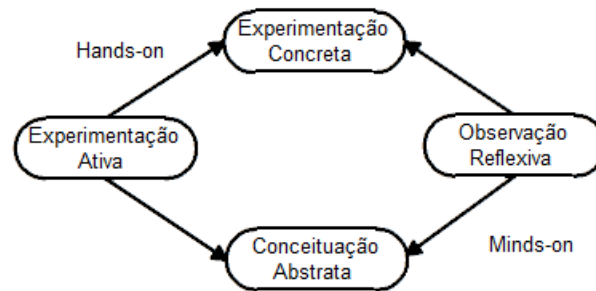 Experimentação
Concreta
Hands-on
Experimentação
Ativa
Observação
Reflexiva
Conceituação
Abstrata
Minds-on